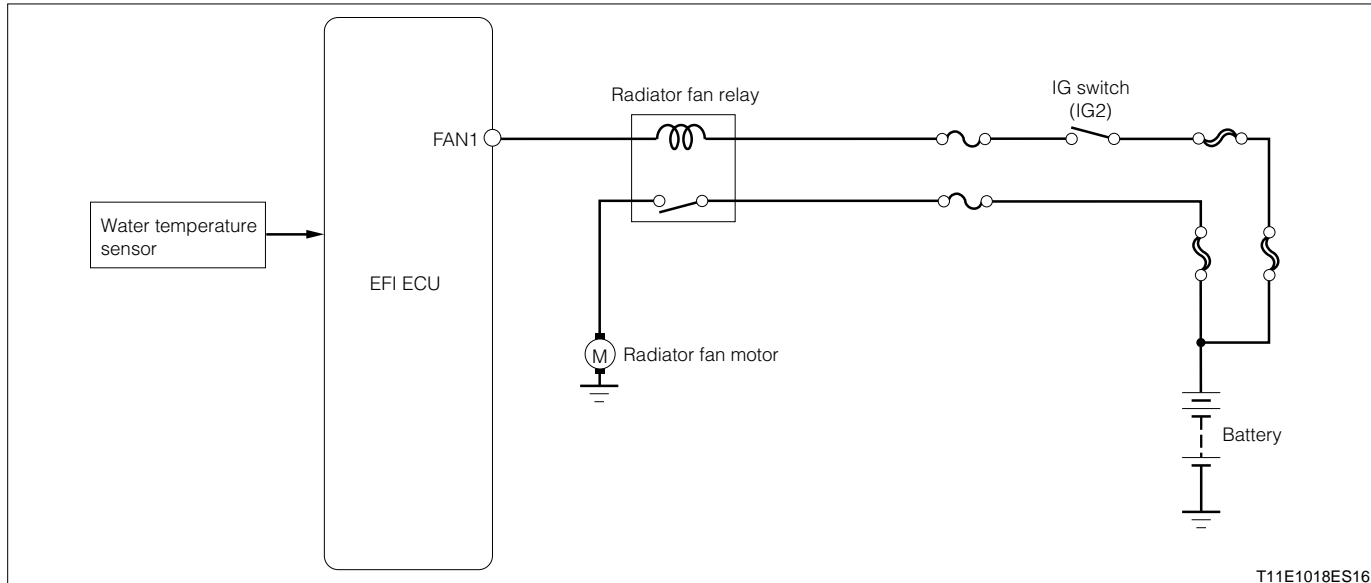 Radiator fan relay
IG switch
(IG2)
FAN1
Water temperature
sensor
EFI ECU
M
Radiator fan motor
Battery
T11E1018ES16